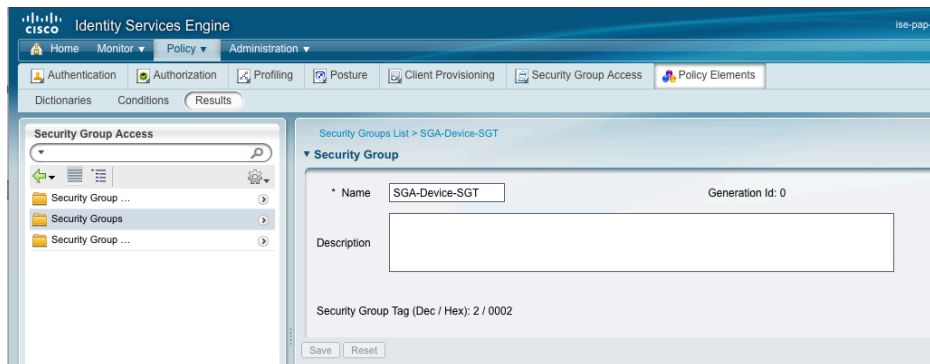 cisco Identity Services Engine
ise-pap-
Home Monitor Policy Administration
Authentication Authorization Profiling Posture Client Provisioning Security Group Access Policy Elements
Dictionaries Conditions Results
Security Group Access
Security Group ...
Security Groups
Security Group ...
Security Groups List > SGA-Device-SGT
Security Group
* Name SGA-Device-SGT Generation Id: 0
Description
Security Group Tag (Dec / Hex): 2 / 0002
Save Reset